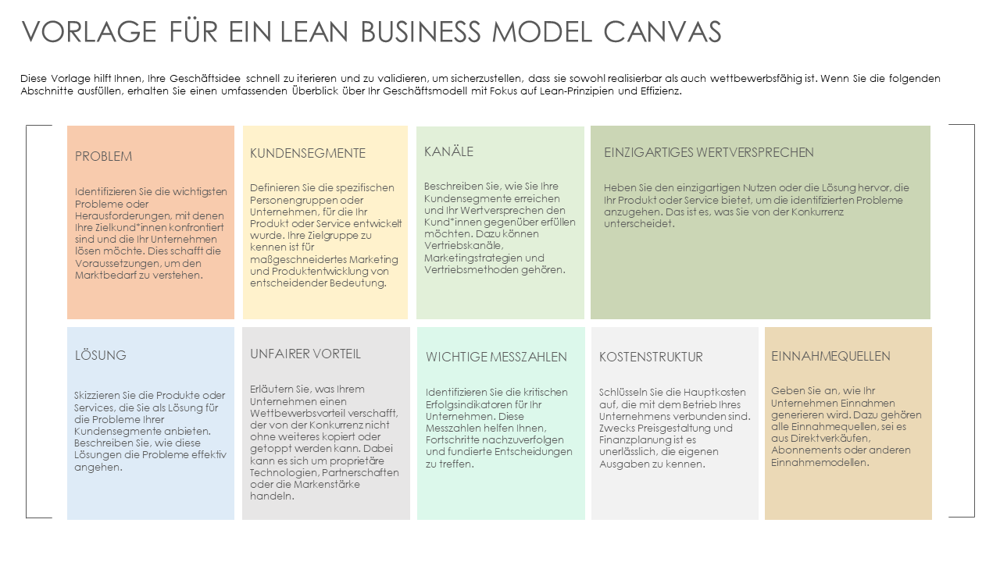 VORLAGE FÜR EIN LEAN BUSINESS MODEL CANVAS
Diese Vorlage hilft Ihnen, Ihre Geschäftsidee schnell zu iterieren und zu validieren, um sicherzustellen, dass sie sowohl realisierbar als auch wettbewerbsfähig ist. Wenn Sie die folgenden
Abschnitte ausfüllen, erhalten Sie einen umfassenden Überblick über Ihr Geschäftsmodell mit Fokus auf Lean-Prinzipien und Effizienz.
PROBLEM
Identifizieren Sie die wichtigsten
Probleme oder
Herausforderungen, mit denen
Ihre Zielkund*innen konfrontiert
sind und die Ihr Unternehmen
lösen möchte. Dies schafft die
Voraussetzungen, um den
Marktbedarf zu verstehen.
KUNDENSEGMENTE
Definieren Sie die spezifischen
Personengruppen oder
Unternehmen, für die Ihr
Produkt oder Service entwickelt
wurde. Ihre Zielgruppe zu
kennen ist für
maßgeschneidertes Marketing
und Produktentwicklung von
entscheidender Bedeutung.
KANÄLE
Beschreiben Sie, wie Sie Ihre
Kundensegmente erreichen
und Ihr Wertversprechen den
Kund*innen gegenüber erfüllen
möchten. Dazu können
Vertriebskanäle,
Marketingstrategien und
Vertriebsmethoden gehören.
EINZIGARTIGES WERTVERSPRECHEN
Heben Sie den einzigartigen Nutzen oder die Lösung hervor, die
Ihr Produkt oder Service bietet, um die identifizierten Probleme
anzugehen. Das ist es, was Sie von der Konkurrenz
unterscheidet.
LÖSUNG
Skizzieren Sie die Produkte oder
Services, die Sie als Lösung für
die Probleme Ihrer
Kundensegmente anbieten.
Beschreiben Sie, wie diese
Lösungen die Probleme effektiv
angehen.
UNFAIRER VORTEIL
Erläutern Sie, was Ihrem
Unternehmen einen
Wettbewerbsvorteil verschafft,
der von der Konkurrenz nicht
ohne weiteres kopiert oder
getoppt werden kann. Dabei
kann es sich um proprietäre
Technologien, Partnerschaften
oder die Markenstärke
handeln.
WICHTIGE MESSZAHLEN
Identifizieren Sie die kritischen
Erfolgsindikatoren für Ihr
Unternehmen. Diese
Messzahlen helfen Ihnen,
Fortschritte nachzuverfolgen
und fundierte Entscheidungen
zu treffen.
KOSTENSTRUKTUR
Schlüsseln Sie die Hauptkosten
auf, die mit dem Betrieb Ihres
Unternehmens verbunden sind.
Zwecks Preisgestaltung und
Finanzplanung ist es
unerlässlich, die eigenen
Ausgaben zu kennen.
EINNAHMEQUELLEN
Geben Sie an, wie Ihr
Unternehmen Einnahmen
generieren wird. Dazu gehören
alle Einnahmequellen, sei es
aus Direktverkäufen,
Abonnements oder anderen
Einnahmemodellen.